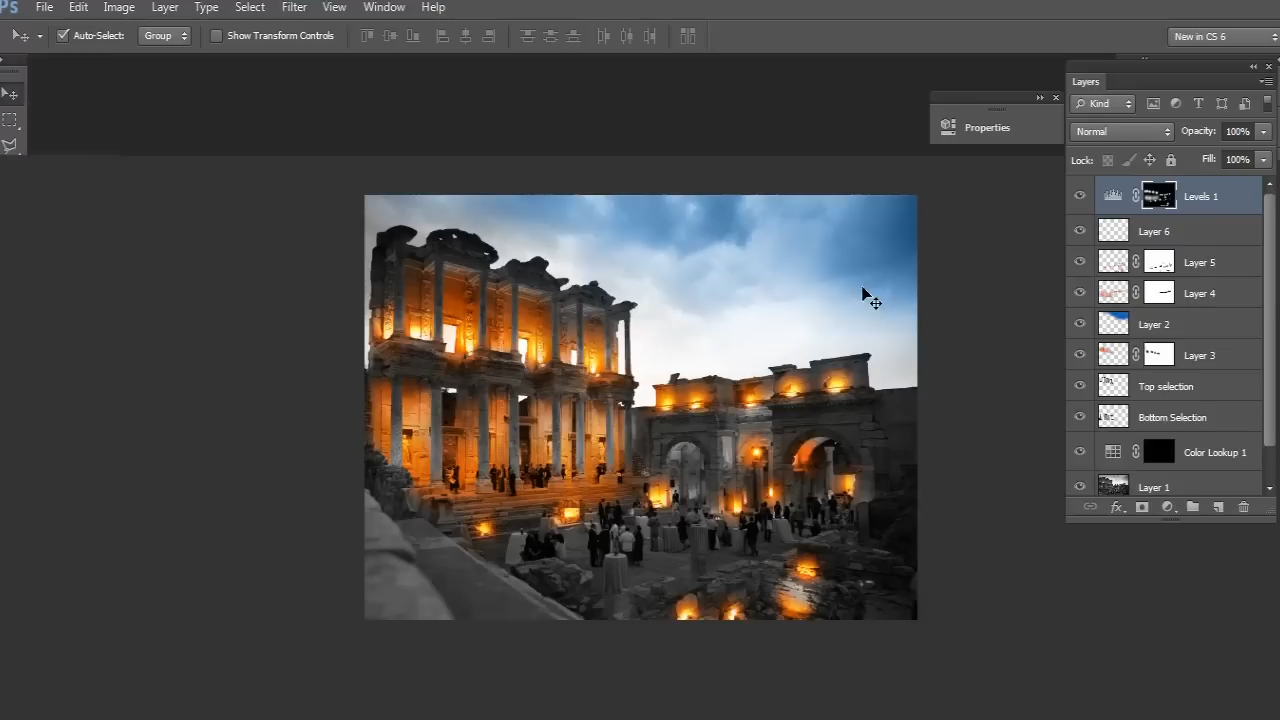 Ps File Edit Image Layer Type Select Filter View Window Help
Auto-Select: Group Show Transform Controls New in CS 6
Layers
Kind T
Properties
Normal Opacity: 100%
Lock: Fill: 100%
Levels 1
Layer 6
Layer 5
Layer 4
Layer 2
Layer 3
Top selection
Bottom Selection
Color Lookup 1
Layer 1
fx